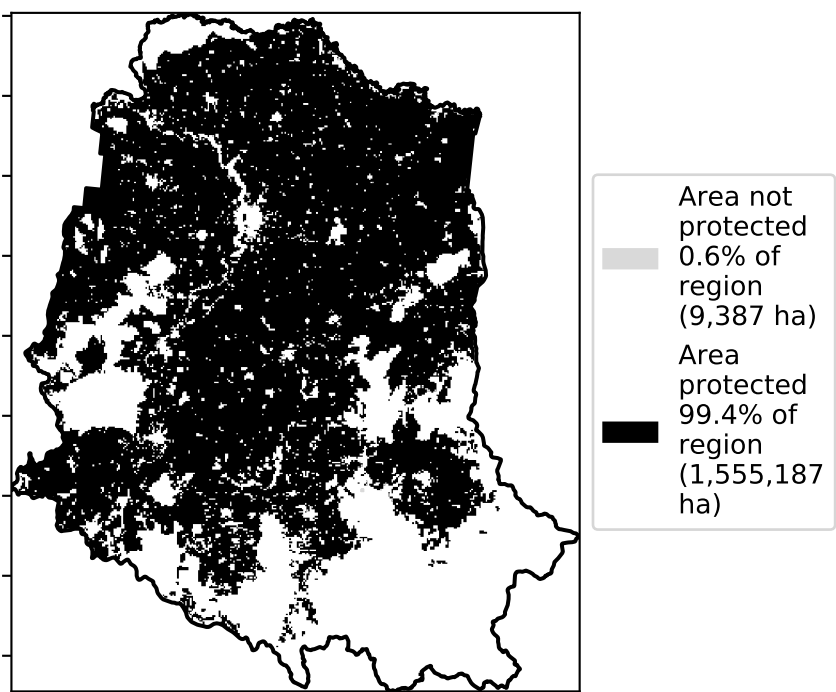 Area not
protected
0.6% of
region
(9,387 ha)
Area
protected
99.4% of
region
(1,555,187
ha)